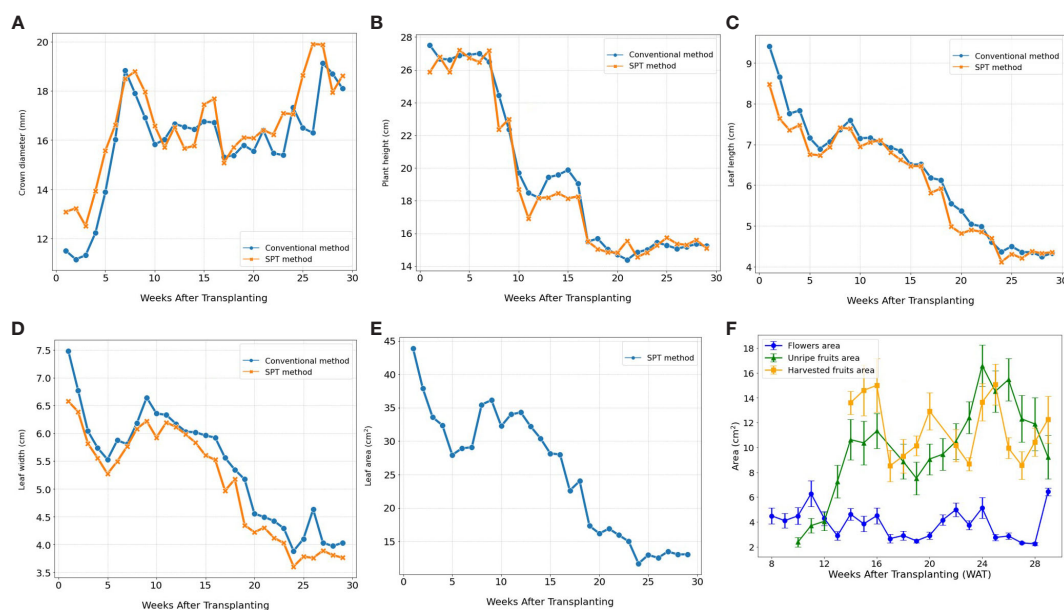 A
Crown diameter (mm)
20
18
16
14
12
0
5
10
15
20
25
30
Weeks After Transplanting
Conventional method
SPT method
B
Plant height (cm)
28
26
24
22
20
18
16
14
0
5
10
15
20
25
30
Weeks After Transplanting
Conventional method
SPT method
C
Leaf length (cm)
9
8
7
6
5
4
0
5
10
15
20
25
30
Weeks After Transplanting
Conventional method
SPT method
D
Leaf width (cm)
7.5
7.0
6.5
6.0
5.5
5.0
4.5
4.0
3.5
0
5
10
15
20
25
30
Weeks After Transplanting
Conventional method
SPT method
E
Leaf area (cm²)
45
40
35
30
25
20
15
0
5
10
15
20
25
30
Weeks After Transplanting
SPT method
F
Area (cm²)
18
16
14
12
10
8
6
4
2
8
12
16
20
24
28
Weeks After Transplanting (WAT)
Flowers area
Unripe fruits area
Harvested fruits area